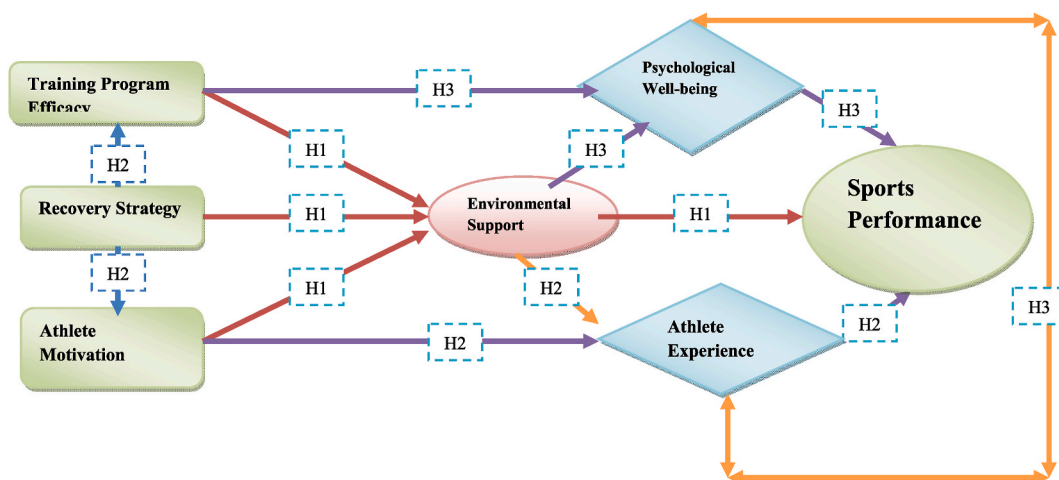 Training Program
Efficacy
H2
Recovery Strategy
H2
Athlete
Motivation
H3
H1
H1
H1
H2
Environmental
Support
H3
H2
Psychological
Well-being
H1
Athlete
Experience
H3
H2
Sports
Performance
H3